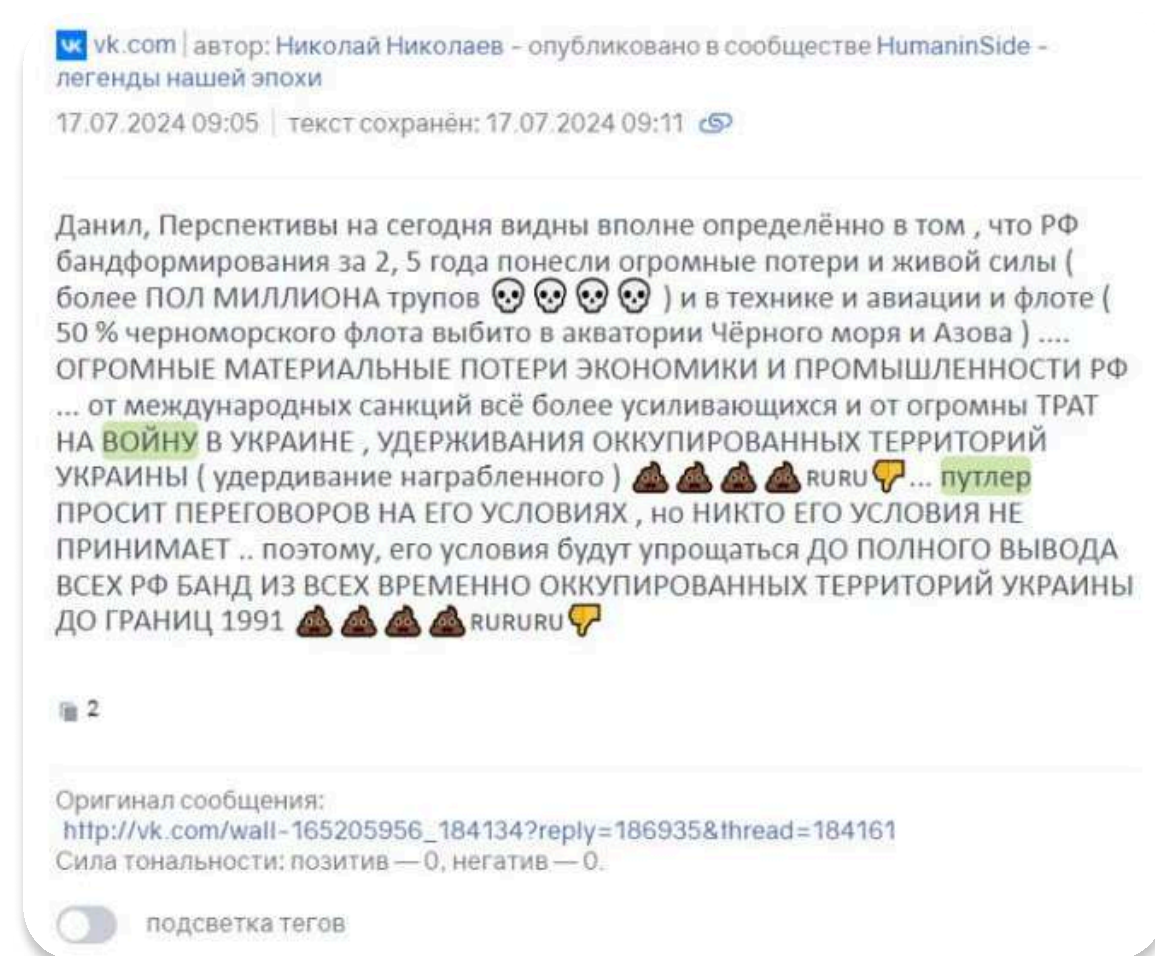 vk.com | автор: Николай Николаев - опубликовано в сообществе HumaninSide -
легенды нашей эпохи
17.07.2024 09:05 | текст сохранён: 17.07.2024 09:11
Данил, Перспективы на сегодня видны вполне определённо в том , что РФ
бандформирования за 2, 5 года понесли огромные потери и живой силы (
более ПОЛ МИЛЛИОНА трупов 💀 💀 💀 💀 ) и в технике и авиации и флоте (
50 % черноморского флота выбито в акватории Чёрного моря и Азова ) ....
ОГРОМНЫЕ МАТЕРИАЛЬНЫЕ ПОТЕРИ ЭКОНОМИКИ И ПРОМЫШЛЕННОСТИ РФ
... от международных санкций всё более усиливающихся и от огромны ТРАТ
НА ВОЙНУ В УКРАИНЕ , УДЕРЖИВАНИЯ ОККУПИРОВАННЫХ ТЕРРИТОРИЙ
УКРАИНЫ ( удердивание награбленного ) 💩 💩 💩 💩 RURU👎... путлер
ПРОСИТ ПЕРЕГОВОРОВ НА ЕГО УСЛОВИЯХ , но НИКТО ЕГО УСЛОВИЯ НЕ
ПРИНИМАЕТ .. поэтому, его условия будут упрощаться ДО ПОЛНОГО ВЫВОДА
ВСЕХ РФ БАНД ИЗ ВСЕХ ВРЕМЕННО ОККУПИРОВАННЫХ ТЕРРИТОРИЙ УКРАИНЫ
ДО ГРАНИЦ 1991 💩 💩 💩 💩 RURURU👎
2
Оригинал сообщения:
http://vk.com/wall-165205956_184134?reply=186935&thread=184161
Сила тональности: позитив — 0, негатив — 0.
подсветка тегов